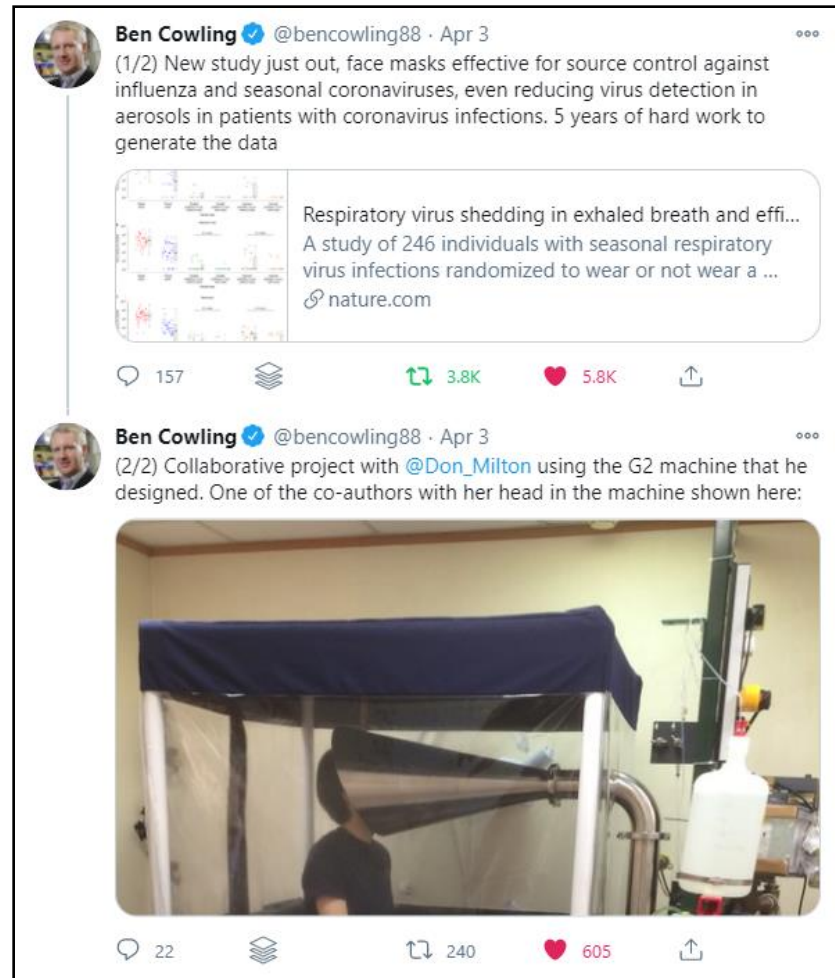 Ben Cowling @bencowling88 · Apr 3
(1/2) New study just out, face masks effective for source control against
influenza and seasonal coronaviruses, even reducing virus detection in
aerosols in patients with coronavirus infections. 5 years of hard work to
generate the data
Respiratory virus shedding in exhaled breath and effi...
A study of 246 individuals with seasonal respiratory
virus infections randomized to wear or not wear a ...
nature.com
157 3.8K 5.8K
Ben Cowling @bencowling88 · Apr 3
(2/2) Collaborative project with @Don_Milton using the G2 machine that he
designed. One of the co-authors with her head in the machine shown here:
22 240 605